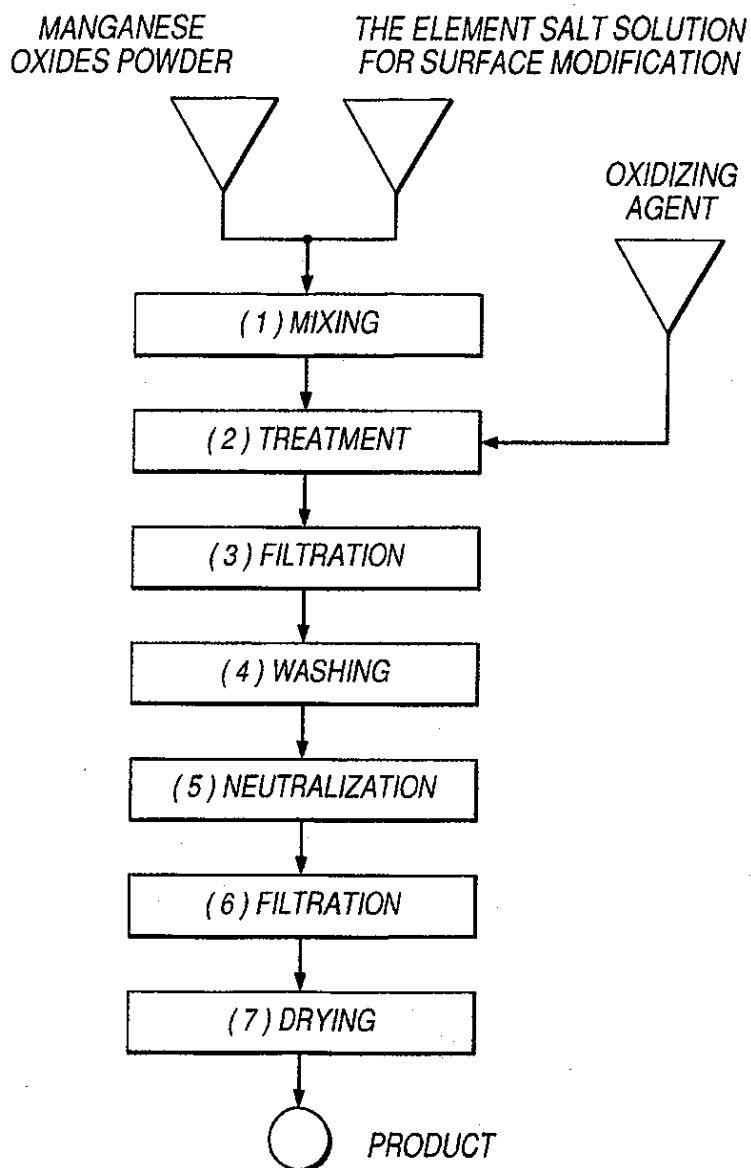 MANGANESE
OXIDES POWDER
THE ELEMENT SALT SOLUTION
FOR SURFACE MODIFICATION
OXIDIZING
AGENT
(1) MIXING
(2) TREATMENT
(3) FILTRATION
(4) WASHING
(5) NEUTRALIZATION
(6) FILTRATION
(7) DRYING
PRODUCT